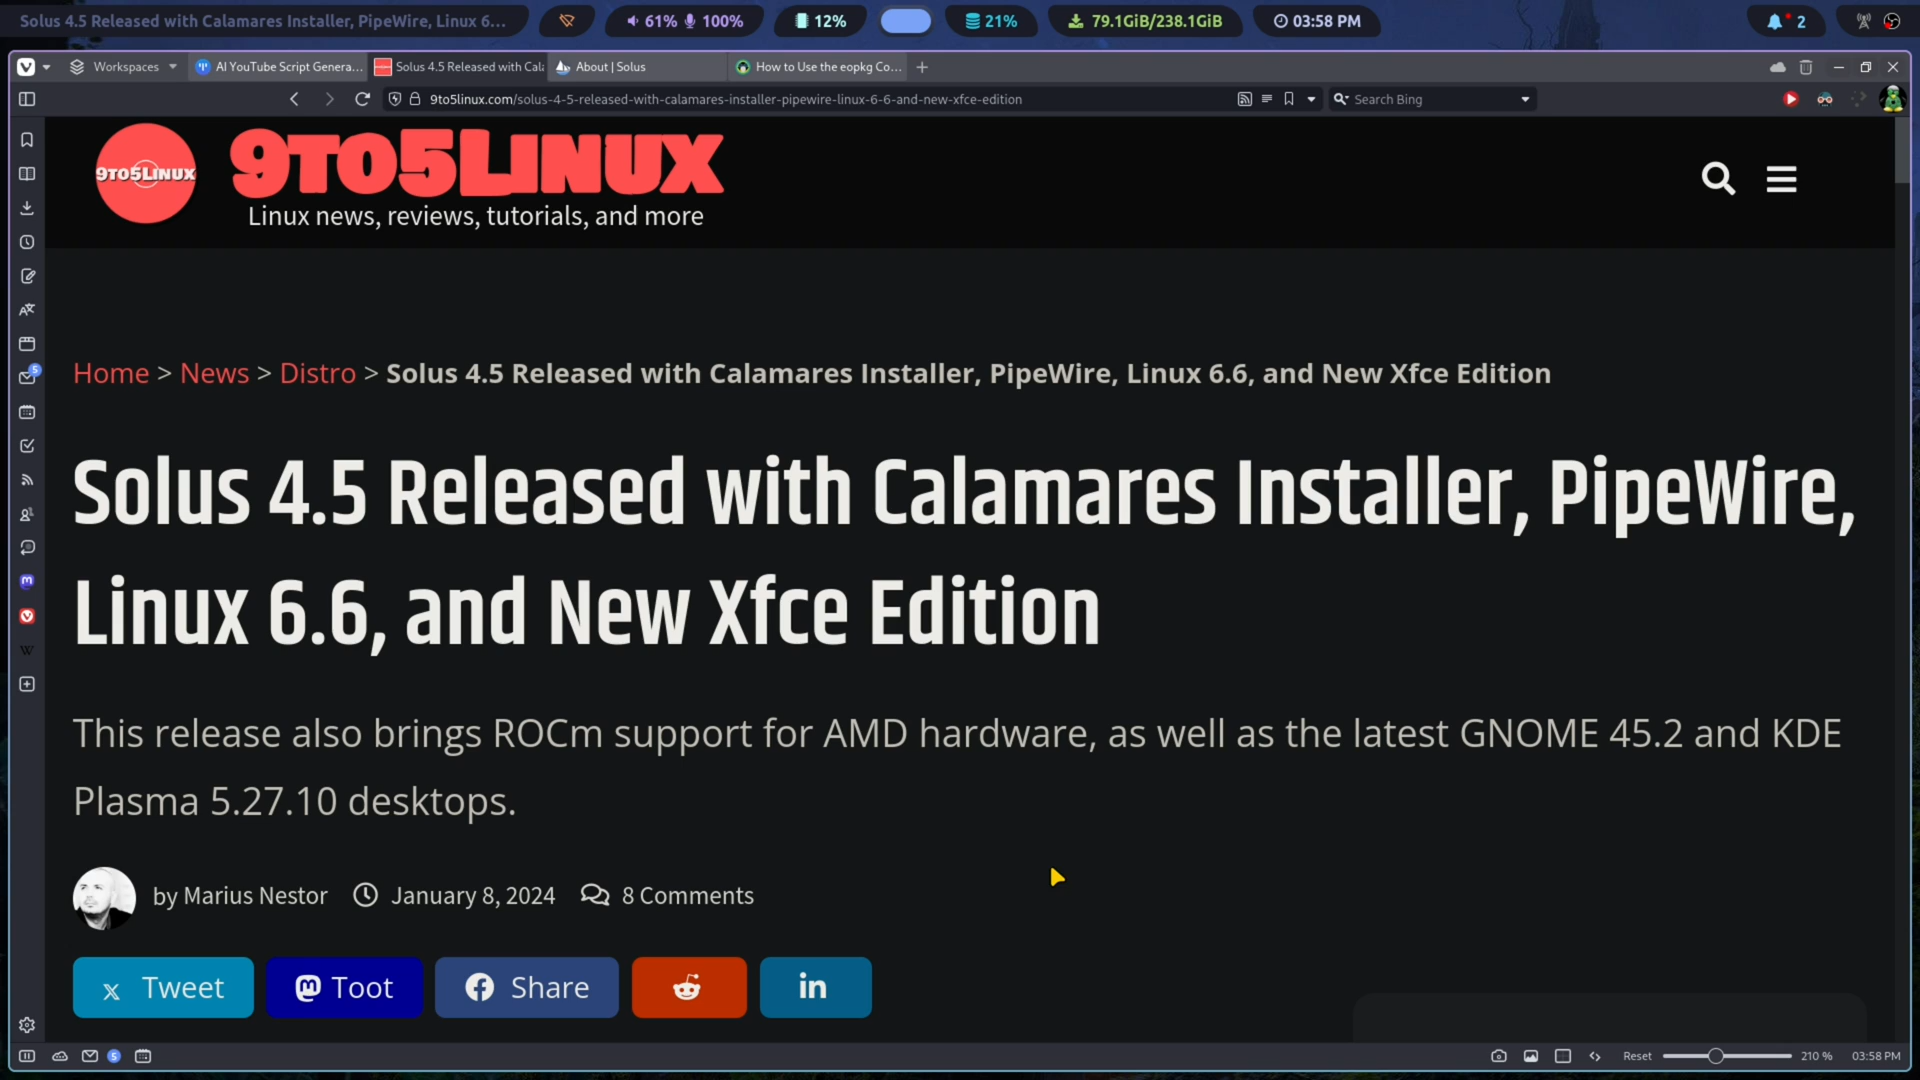 Solus 4.5 Released with Calamares Installer, PipeWire, Linux 6...
61% 100%
12%
21%
79.1GiB/238.1GiB
03:58 PM
2
Workspaces
AI YouTube Script Genera...
Solus 4.5 Released with Cal
About | Solus
How to Use the eopkg Co...
9to5linux.com/solus-4-5-released-with-calamares-installer-pipewire-linux-6-6-and-new-xfce-edition
Search Bing
9TO5LINUX
9TO5LINUX
Linux news, reviews, tutorials, and more
Home > News > Distro > Solus 4.5 Released with Calamares Installer, PipeWire, Linux 6.6, and New Xfce Edition
Solus 4.5 Released with Calamares Installer, PipeWire,
Linux 6.6, and New Xfce Edition
This release also brings ROCm support for AMD hardware, as well as the latest GNOME 45.2 and KDE
Plasma 5.27.10 desktops.
by Marius Nestor January 8, 2024 8 Comments
Tweet
Toot
Share
in
5
W
5
Reset
210 %
03:58 PM